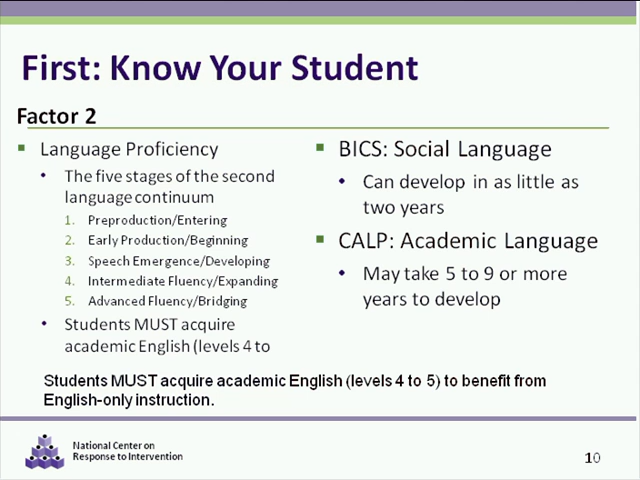 First: Know Your Student
Factor 2
▪ Language Proficiency
• The five stages of the second
language continuum
1. Preproduction/Entering
2. Early Production/Beginning
3. Speech Emergence/Developing
4. Intermediate Fluency/Expanding
5. Advanced Fluency/Bridging
• Students MUST acquire
academic English (levels 4 to
▪ BICS: Social Language
• Can develop in as little as
two years
▪ CALP: Academic Language
• May take 5 to 9 or more
years to develop
Students MUST acquire academic English (levels 4 to 5) to benefit from
English-only instruction.
National Center on
Response to Intervention
10